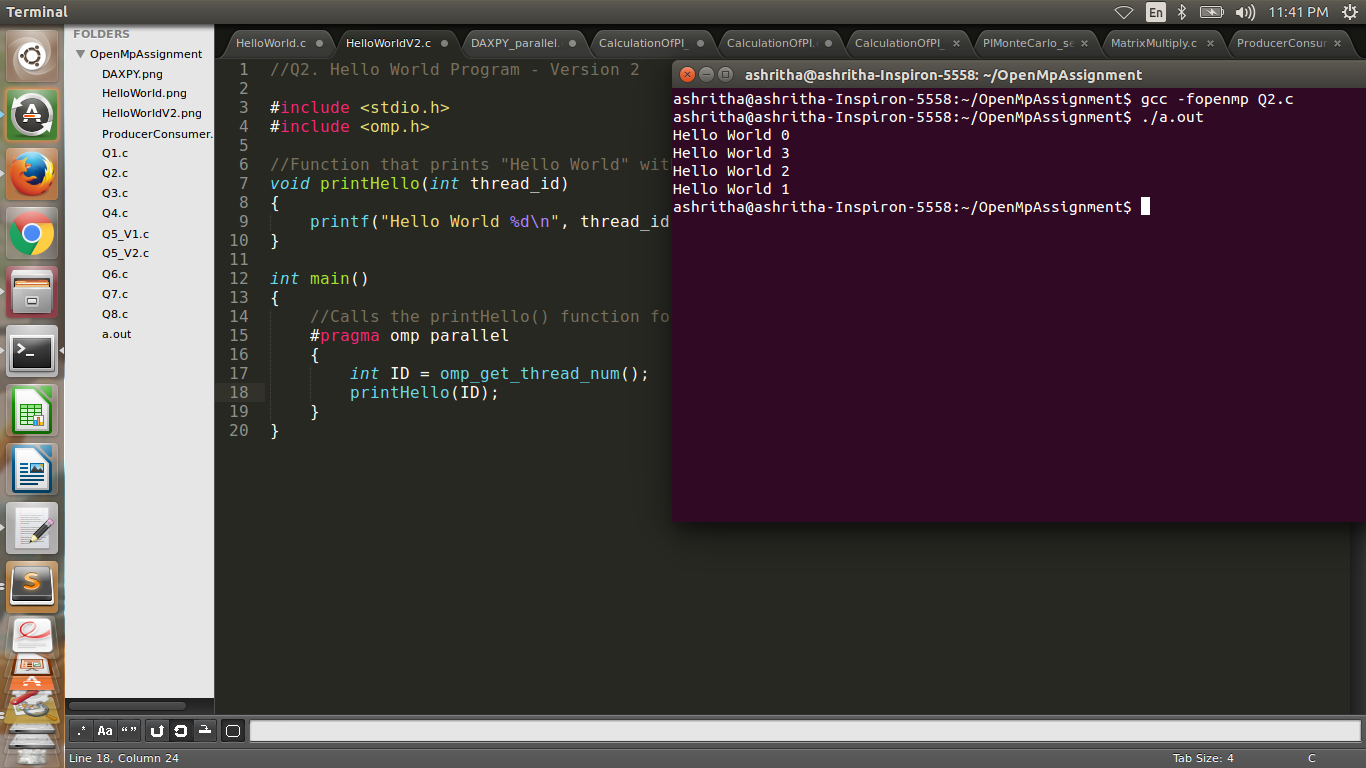 Terminal
En
11:41 PM
FOLDERS
OpenMpAssignment
DAXPY.png
HelloWorld.png
HelloWorldV2.png
ProducerConsumer.
Q1.c
Q2.c
Q3.c
Q4.c
Q5_V1.c
Q5_V2.c
Q6.c
Q7.c
Q8.c
a.out
HelloWorld.c
HelloWorldV2.c
DAXPY_parallel.
CalculationOfPI_
CalculationOfPI.
CalculationOfPI_
PIMonteCarlo_se
MatrixMultiply.c
ProducerConsur
1 //Q2. Hello World Program - Version 2
2
3 #include <stdio.h>
4 #include <omp.h>
5
6 //Function that prints "Hello World" wit
7 void printHello(int thread_id)
8 {
9 printf("Hello World %d\n", thread_id
10 }
11
12 int main()
13 {
14 //Calls the printHello() function fo
15 #pragma omp parallel
16 {
17 int ID = omp_get_thread_num();
18 printHello(ID);
19 }
20 }
ashritha@ashritha-Inspiron-5558: ~/OpenMpAssignment
ashritha@ashritha-Inspiron-5558:~/OpenMpAssignment$ gcc -fopenmp Q2.c
ashritha@ashritha-Inspiron-5558:~/OpenMpAssignment$ ./a.out
Hello World 0
Hello World 3
Hello World 2
Hello World 1
ashritha@ashritha-Inspiron-5558:~/OpenMpAssignment$
.* Aa “ ”
Line 18, Column 24
Tab Size: 4
C